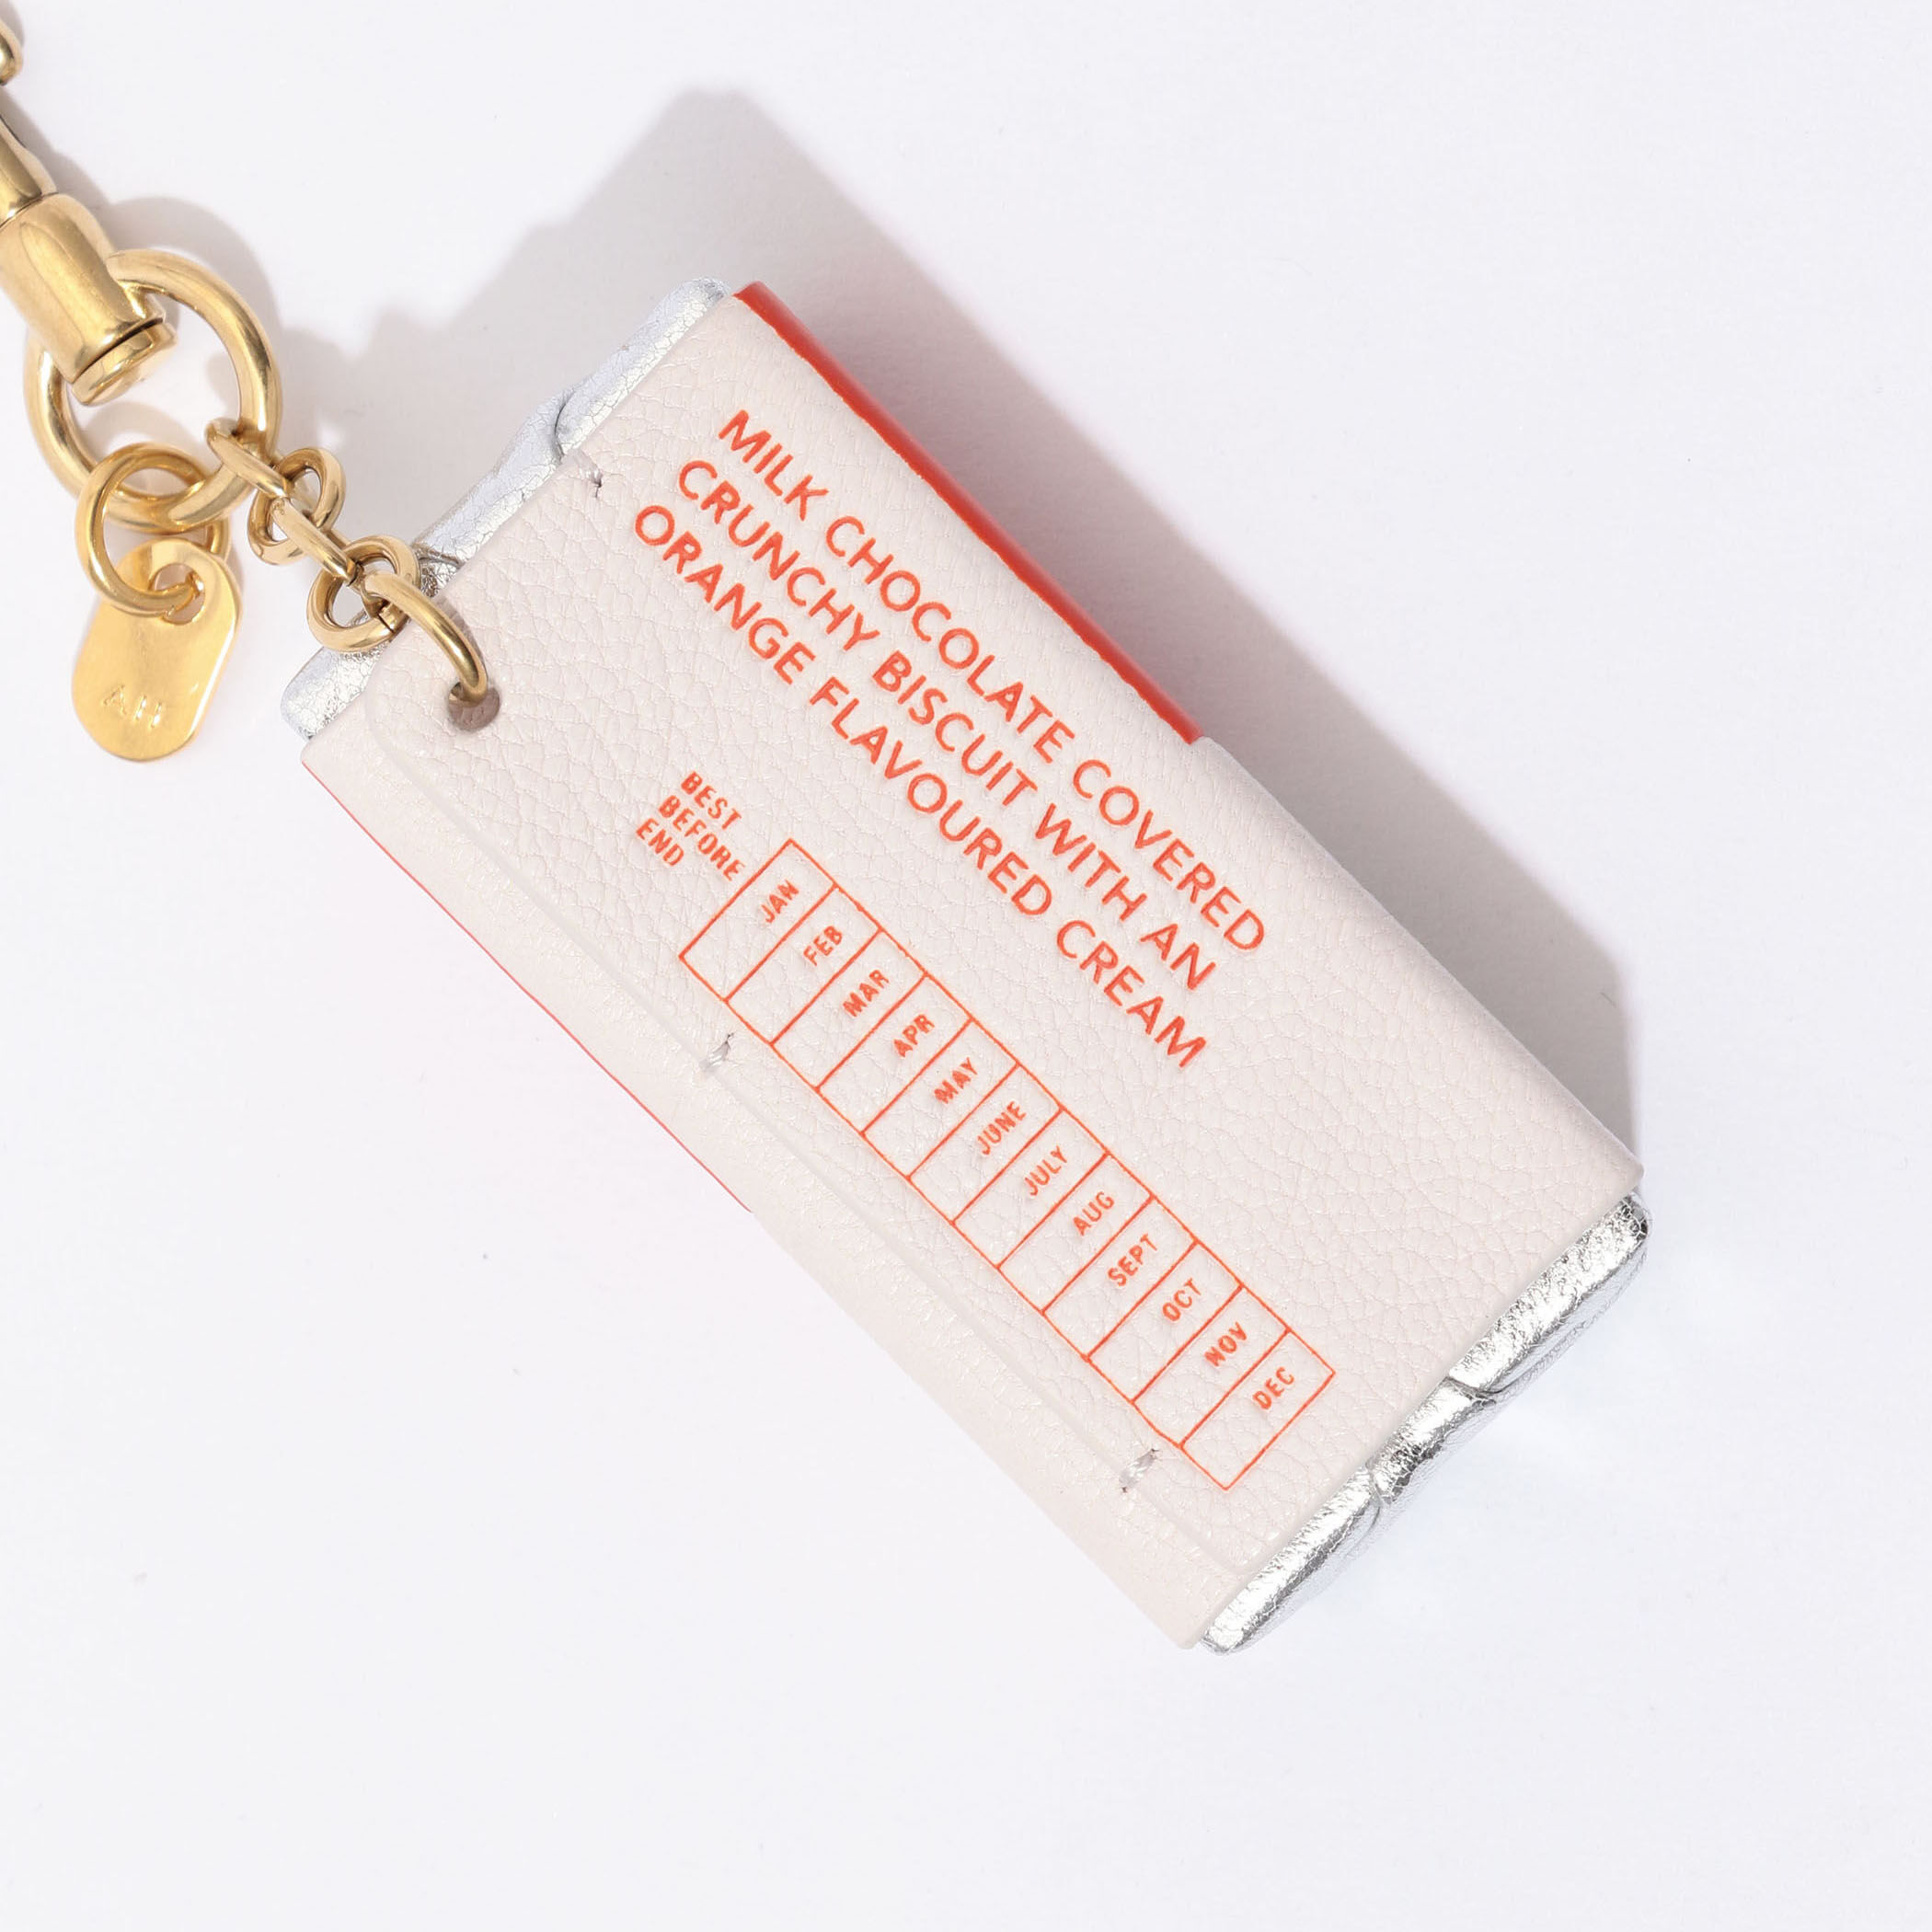 MILK CHOCOLATE COVERED
CRUNCHY BISCUIT WITH AN
ORANGE FLAVOURED CREAM
BEST
BEFORE
END
JAN
FEB
MAR
APR
MAY
JUNE
JULY
AUG
SEPT
OCT
NOV
DEC
AH